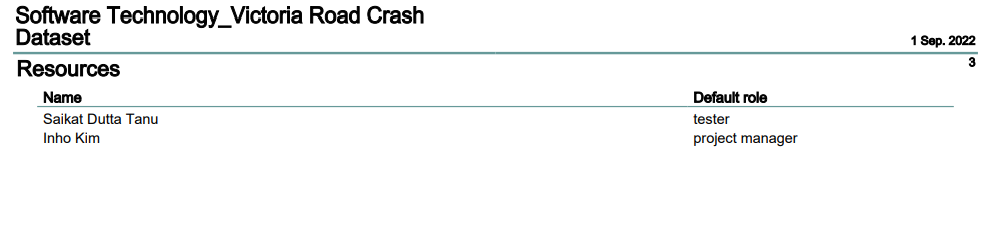 Software Technology_Victoria Road Crash
Dataset
1 Sep. 2022
Resources
3
Name Default role
Saikat Dutta Tanu tester
Inho Kim project manager